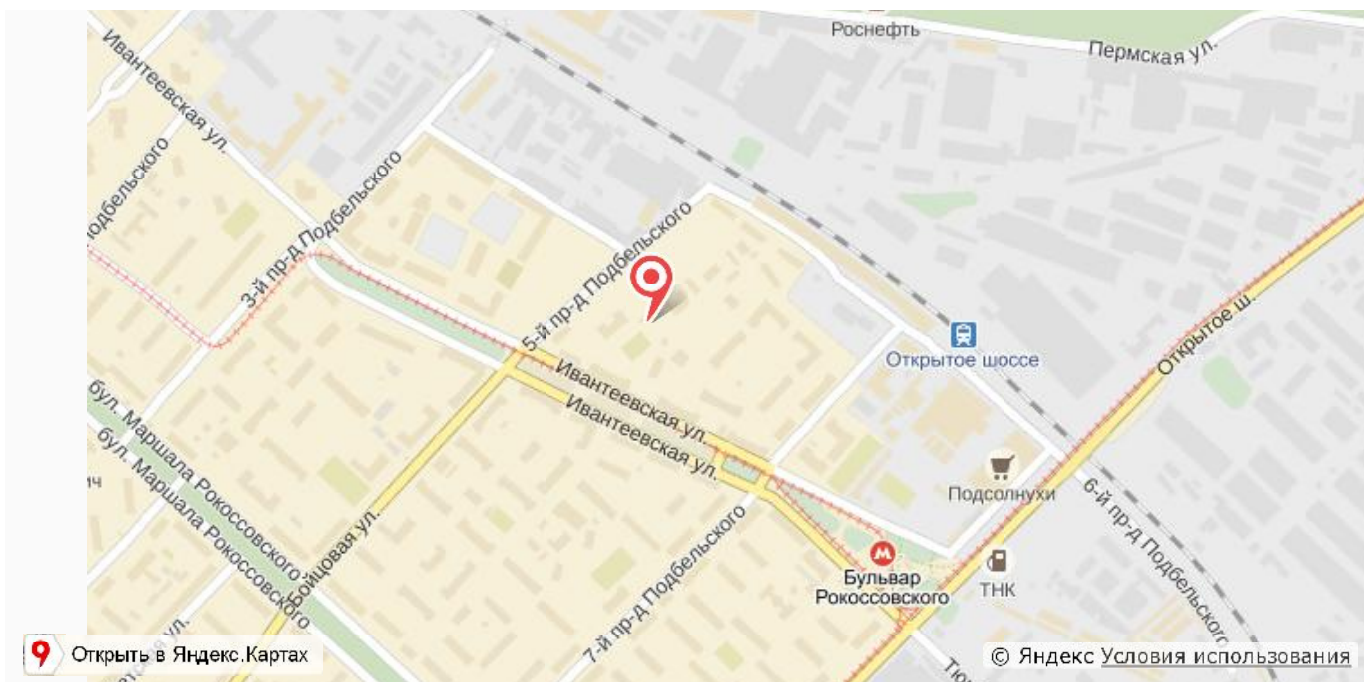 Роснефть
Пермская ул.
Ивантеевская ул.
3-й пр-д Подбельского
5-й пр-д Подбельского
Открытое ш.
Открытое шоссе
Ивантеевская ул.
Ивантеевская ул.
бул. Маршала Рокоссовского
бул. Маршала Рокоссовского
Подсолнухи
6-й пр-д Подбельского
Бойцовая ул.
7-й пр-д Подбельского
Бульвар
Рокоссовского
ТНК
Открыть в Яндекс.Картах
© Яндекс Условия использования